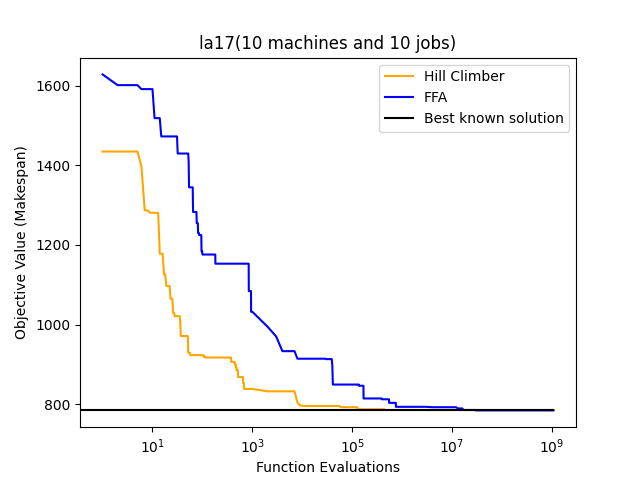 la17(10 machines and 10 jobs)
Hill Climber
FFA
Best known solution
Objective Value (Makespan)
1600
1400
1200
1000
800
10^1
10^3
10^5
10^7
10^9
Function Evaluations